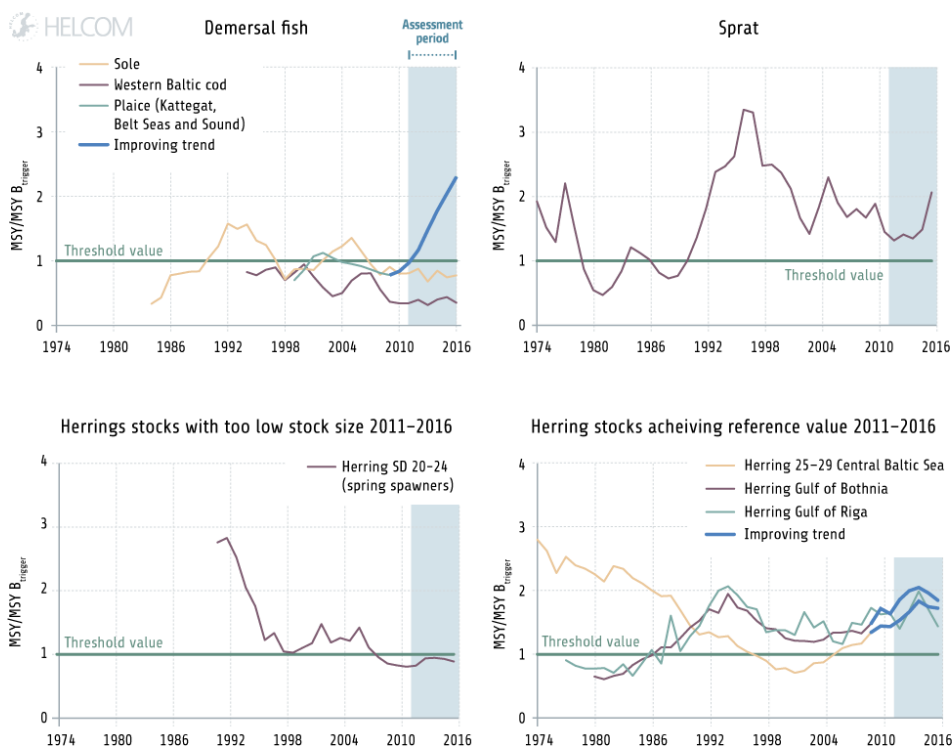 HELCOM
Demersal fish
Assessment
period
Sole
Western Baltic cod
Plaice (Kattegat,
Belt Seas and Sound)
Improving trend
MSY/MSY Btrigger
Threshold value
4
3
2
1
0
1974 1980 1986 1992 1998 2004 2010 2016
Sprat
MSY/MSY Btrigger
Threshold value
4
3
2
1
0
1974 1980 1986 1992 1998 2004 2010 2016
Herrings stocks with too low stock size 2011–2016
Herring SD 20–24
(spring spawners)
MSY/MSY Btrigger
Threshold value
4
3
2
1
0
1974 1980 1986 1992 1998 2004 2010 2016
Herring stocks acheiving reference value 2011–2016
Herring 25–29 Central Baltic Sea
Herring Gulf of Bothnia
Herring Gulf of Riga
Improving trend
MSY/MSY Btrigger
Threshold value
4
3
2
1
0
1974 1980 1986 1992 1998 2004 2010 2016